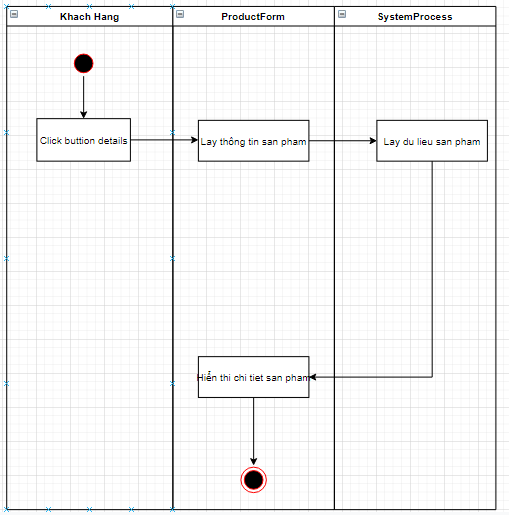 Khach Hang
ProductForm
SystemProcess
Click buttion details
Lay thông tin san pham
Lay du lieu san pham
Hiển thi chi tiet san pham